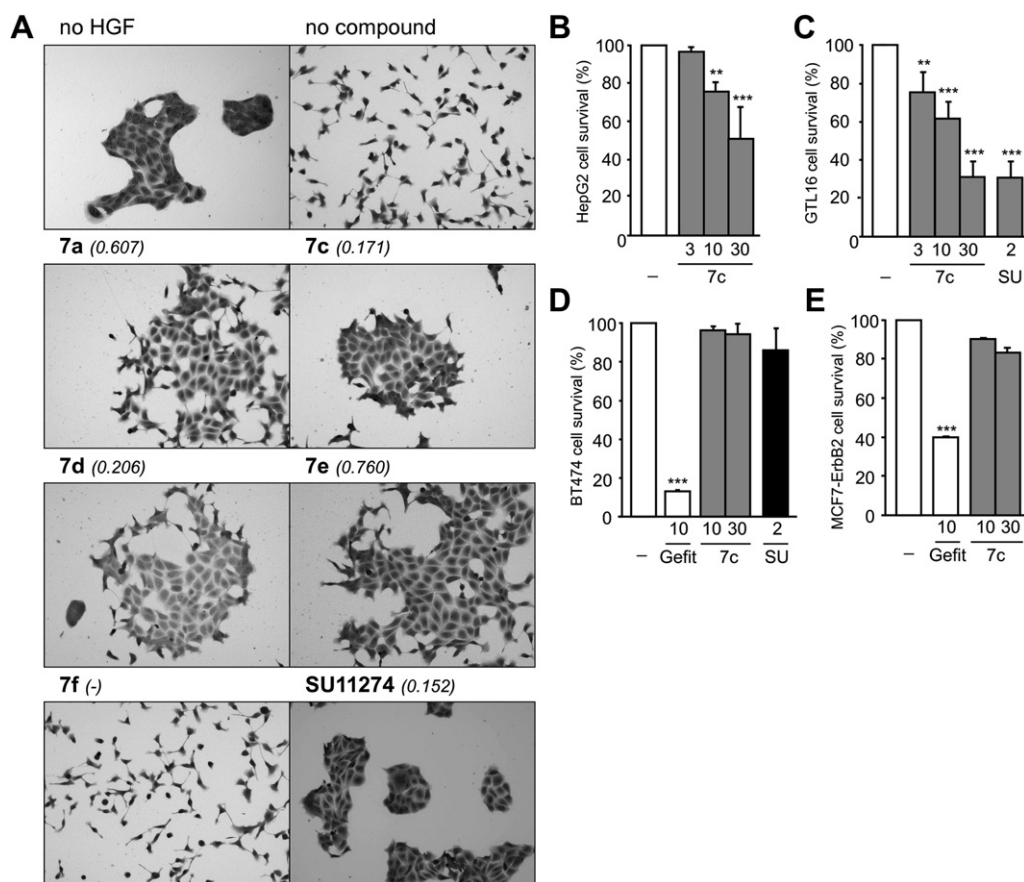 A
no HGF
no compound
7a (0.607)
7c (0.171)
7d (0.206)
7e (0.760)
7f (-)
SU11274 (0.152)
B
HepG2 cell survival (%)
100
80
60
40
20
0
**
***
3 10 30
–
7c
C
GTL16 cell survival (%)
100
80
60
40
20
0
**
***
***
***
3 10 30 2
–
7c SU
D
BT474 cell survival (%)
100
80
60
40
20
0
***
10 10 30 2
– Gefit 7c SU
E
MCF7-ErbB2 cell survival (%)
100
80
60
40
20
0
***
10 10 30
– Gefit 7c